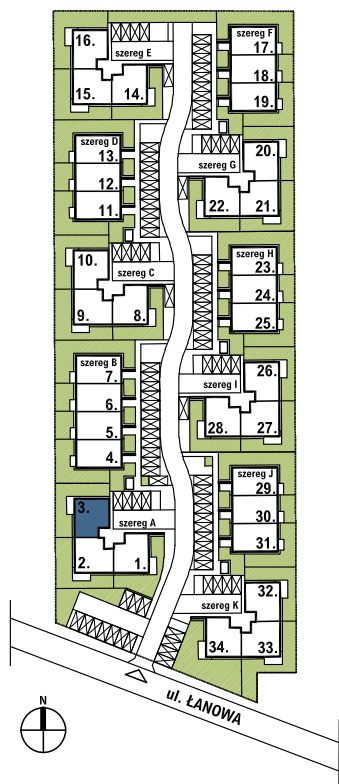 16.
szereg E
15. 14.
szereg F
17.
18.
19.
szereg D
13.
12.
11.
szereg G
20.
22. 21.
10.
szereg C
9. 8.
szereg H
23.
24.
25.
szereg B
7.
6.
5.
4.
26.
szereg I
28. 27.
3.
szereg A
2. 1.
szereg J
29.
30.
31.
32.
szereg K
34. 33.
ul. ŁANOWA
N